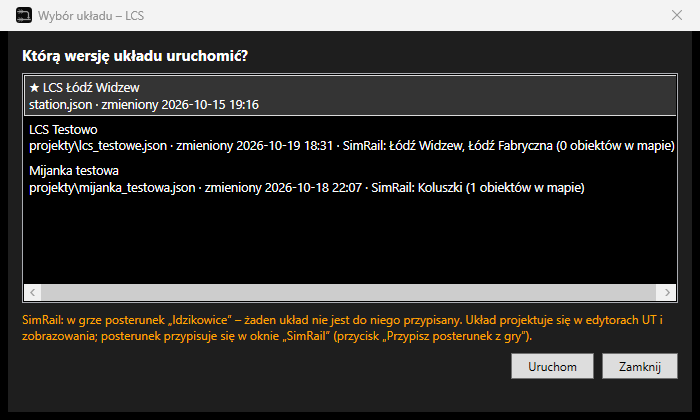 Wybór układu – LCS
Którą wersję układu uruchomić?
★ LCS Łódź Widzew
station.json · zmieniony 2026-10-15 19:16
LCS Testowo
projekty\lcs_testowe.json · zmieniony 2026-10-19 18:31 · SimRail: Łódź Widzew, Łódź Fabryczna (0 obiektów w mapie)
Mijanka testowa
projekty\mijanka_testowa.json · zmieniony 2026-10-18 22:07 · SimRail: Koluszki (1 obiektów w mapie)
SimRail: w grze posterunek „Idzikowice” – żaden układ nie jest do niego przypisany. Układ projektuje się w edytorach UT i
zobrazowania; posterunek przypisuje się w oknie „SimRail” (przycisk „Przypisz posterunek z gry”).
Uruchom
Zamknij